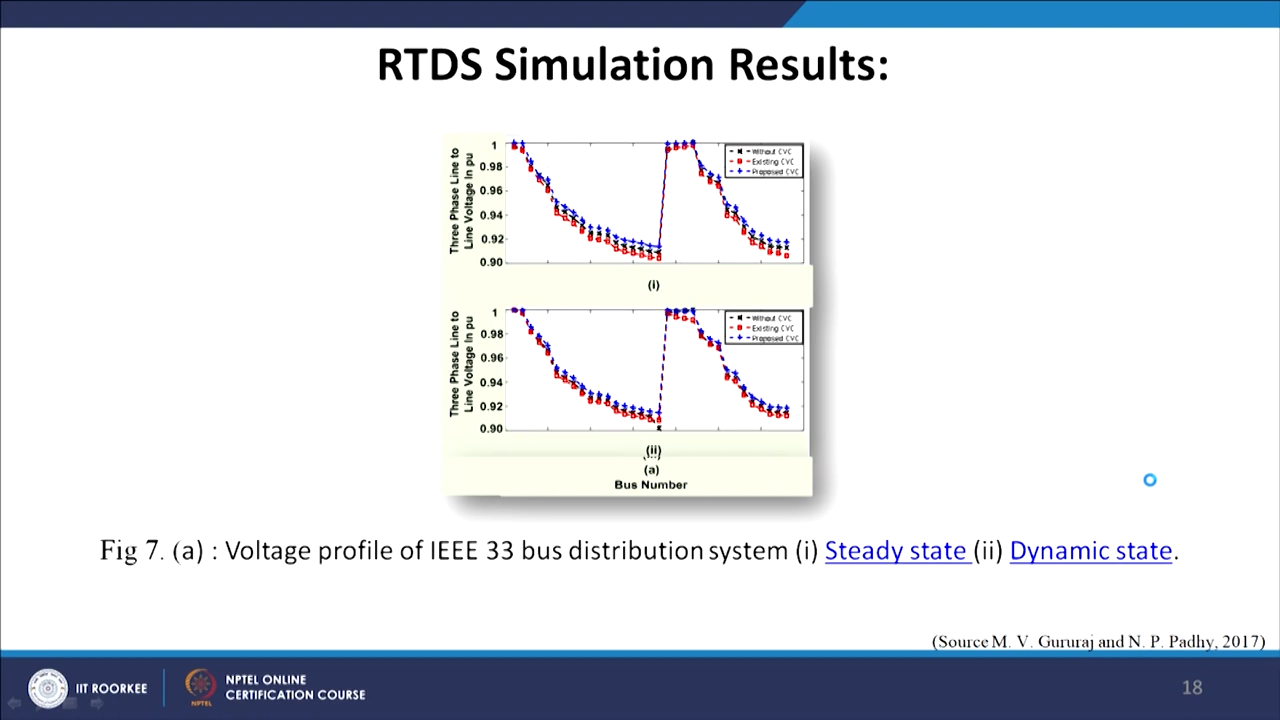 RTDS Simulation Results:
Three Phase Line to
Line Voltage In pu
1
0.98
0.96
0.94
0.92
0.90
Without CVC
Existing CVC
Proposed CVC
(i)
Three Phase Line to
Line Voltage In pu
1
0.98
0.96
0.94
0.92
0.90
Without CVC
Existing CVC
Proposed CVC
(ii)
(a)
Bus Number
Fig 7. (a) : Voltage profile of IEEE 33 bus distribution system (i) Steady state (ii) Dynamic state.
(Source M. V. Gururaj and N. P. Padhy, 2017)
IIT ROORKEE
NPTEL
NPTEL ONLINE
CERTIFICATION COURSE
18